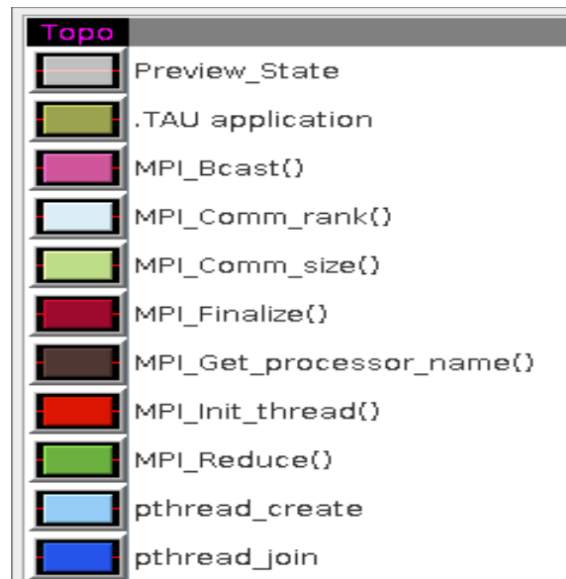 Topo
Preview_State
.TAU application
MPI_Bcast()
MPI_Comm_rank()
MPI_Comm_size()
MPI_Finalize()
MPI_Get_processor_name()
MPI_Init_thread()
MPI_Reduce()
pthread_create
pthread_join